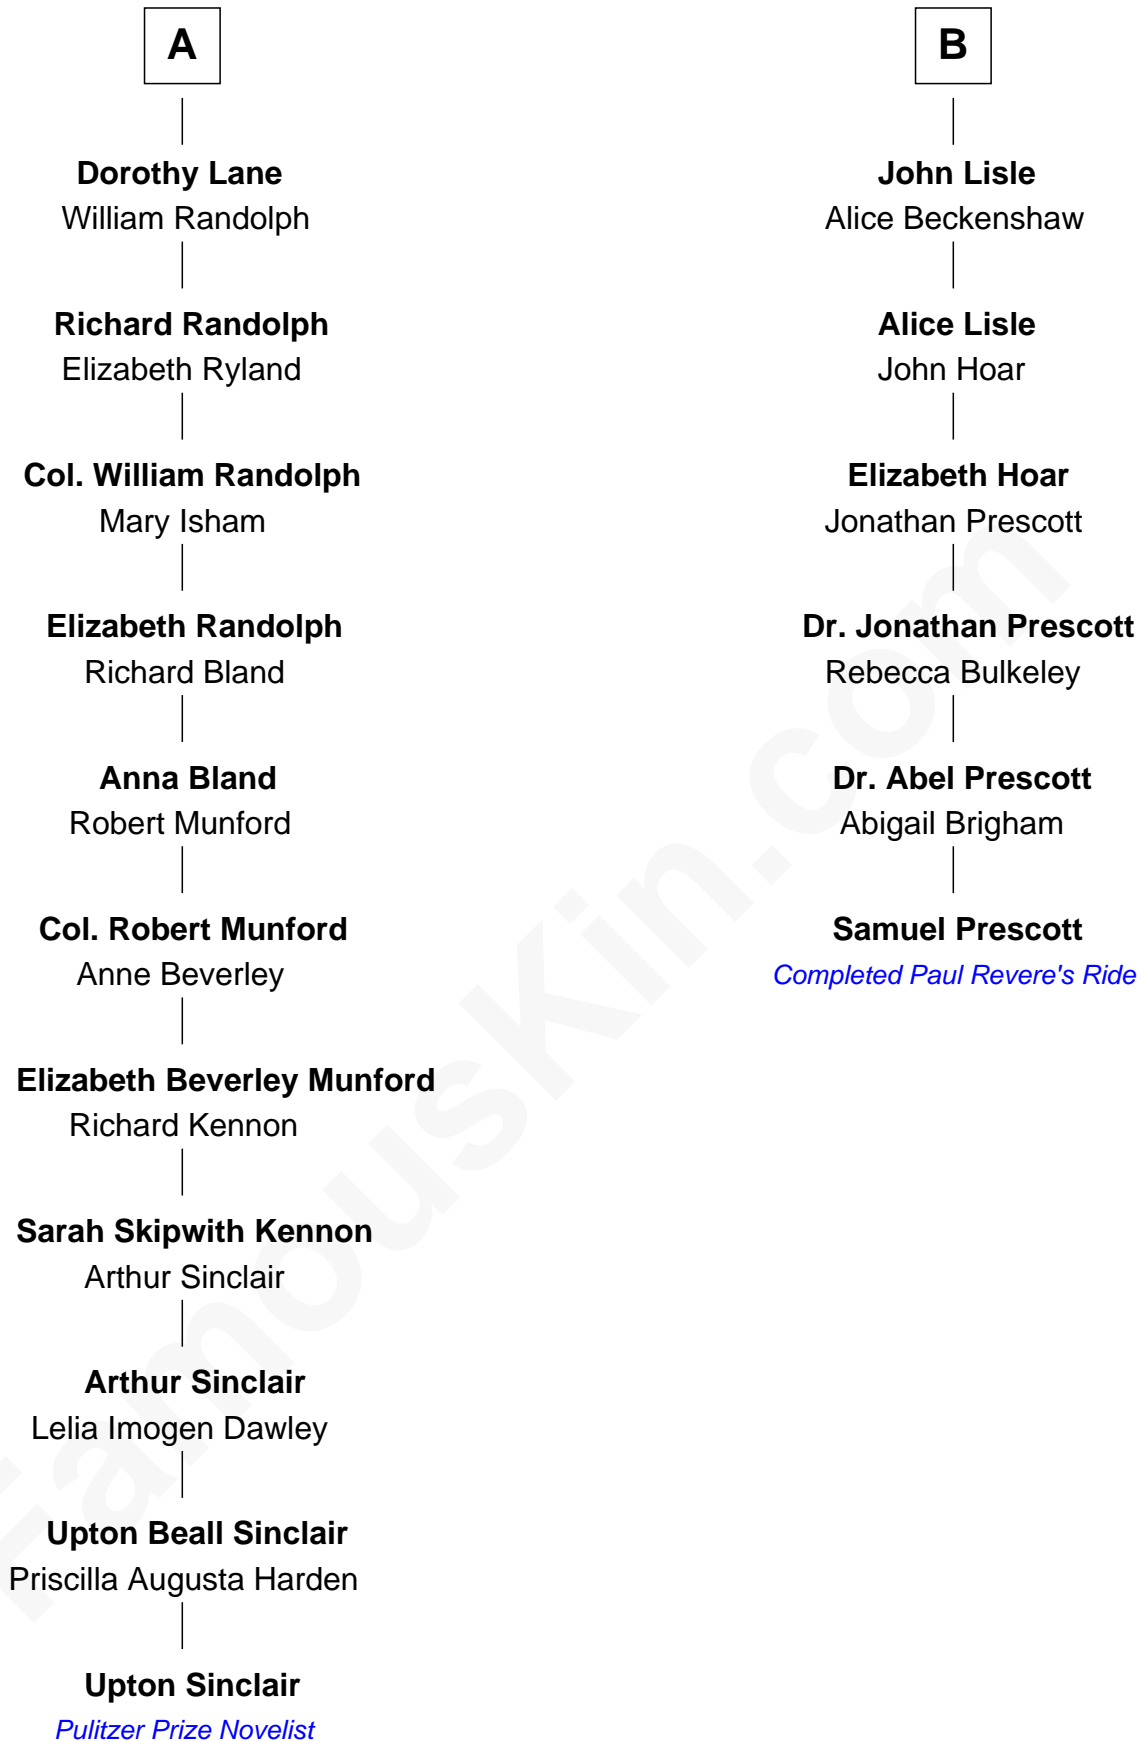 A
Dorothy Lane
William Randolph
Richard Randolph
Elizabeth Ryland
Col. William Randolph
Mary Isham
Elizabeth Randolph
Richard Bland
Anna Bland
Robert Munford
Col. Robert Munford
Anne Beverley
Elizabeth Beverley Munford
Richard Kennon
Sarah Skipwith Kennon
Arthur Sinclair
Arthur Sinclair
Lelia Imogen Dawley
Upton Beall Sinclair
Priscilla Augusta Harden
Upton Sinclair
Pulitzer Prize Novelist
B
John Lisle
Alice Beckenshaw
Alice Lisle
John Hoar
Elizabeth Hoar
Jonathan Prescott
Dr. Jonathan Prescott
Rebecca Bulkeley
Dr. Abel Prescott
Abigail Brigham
Samuel Prescott
Completed Paul Revere's Ride
FamousKin.com